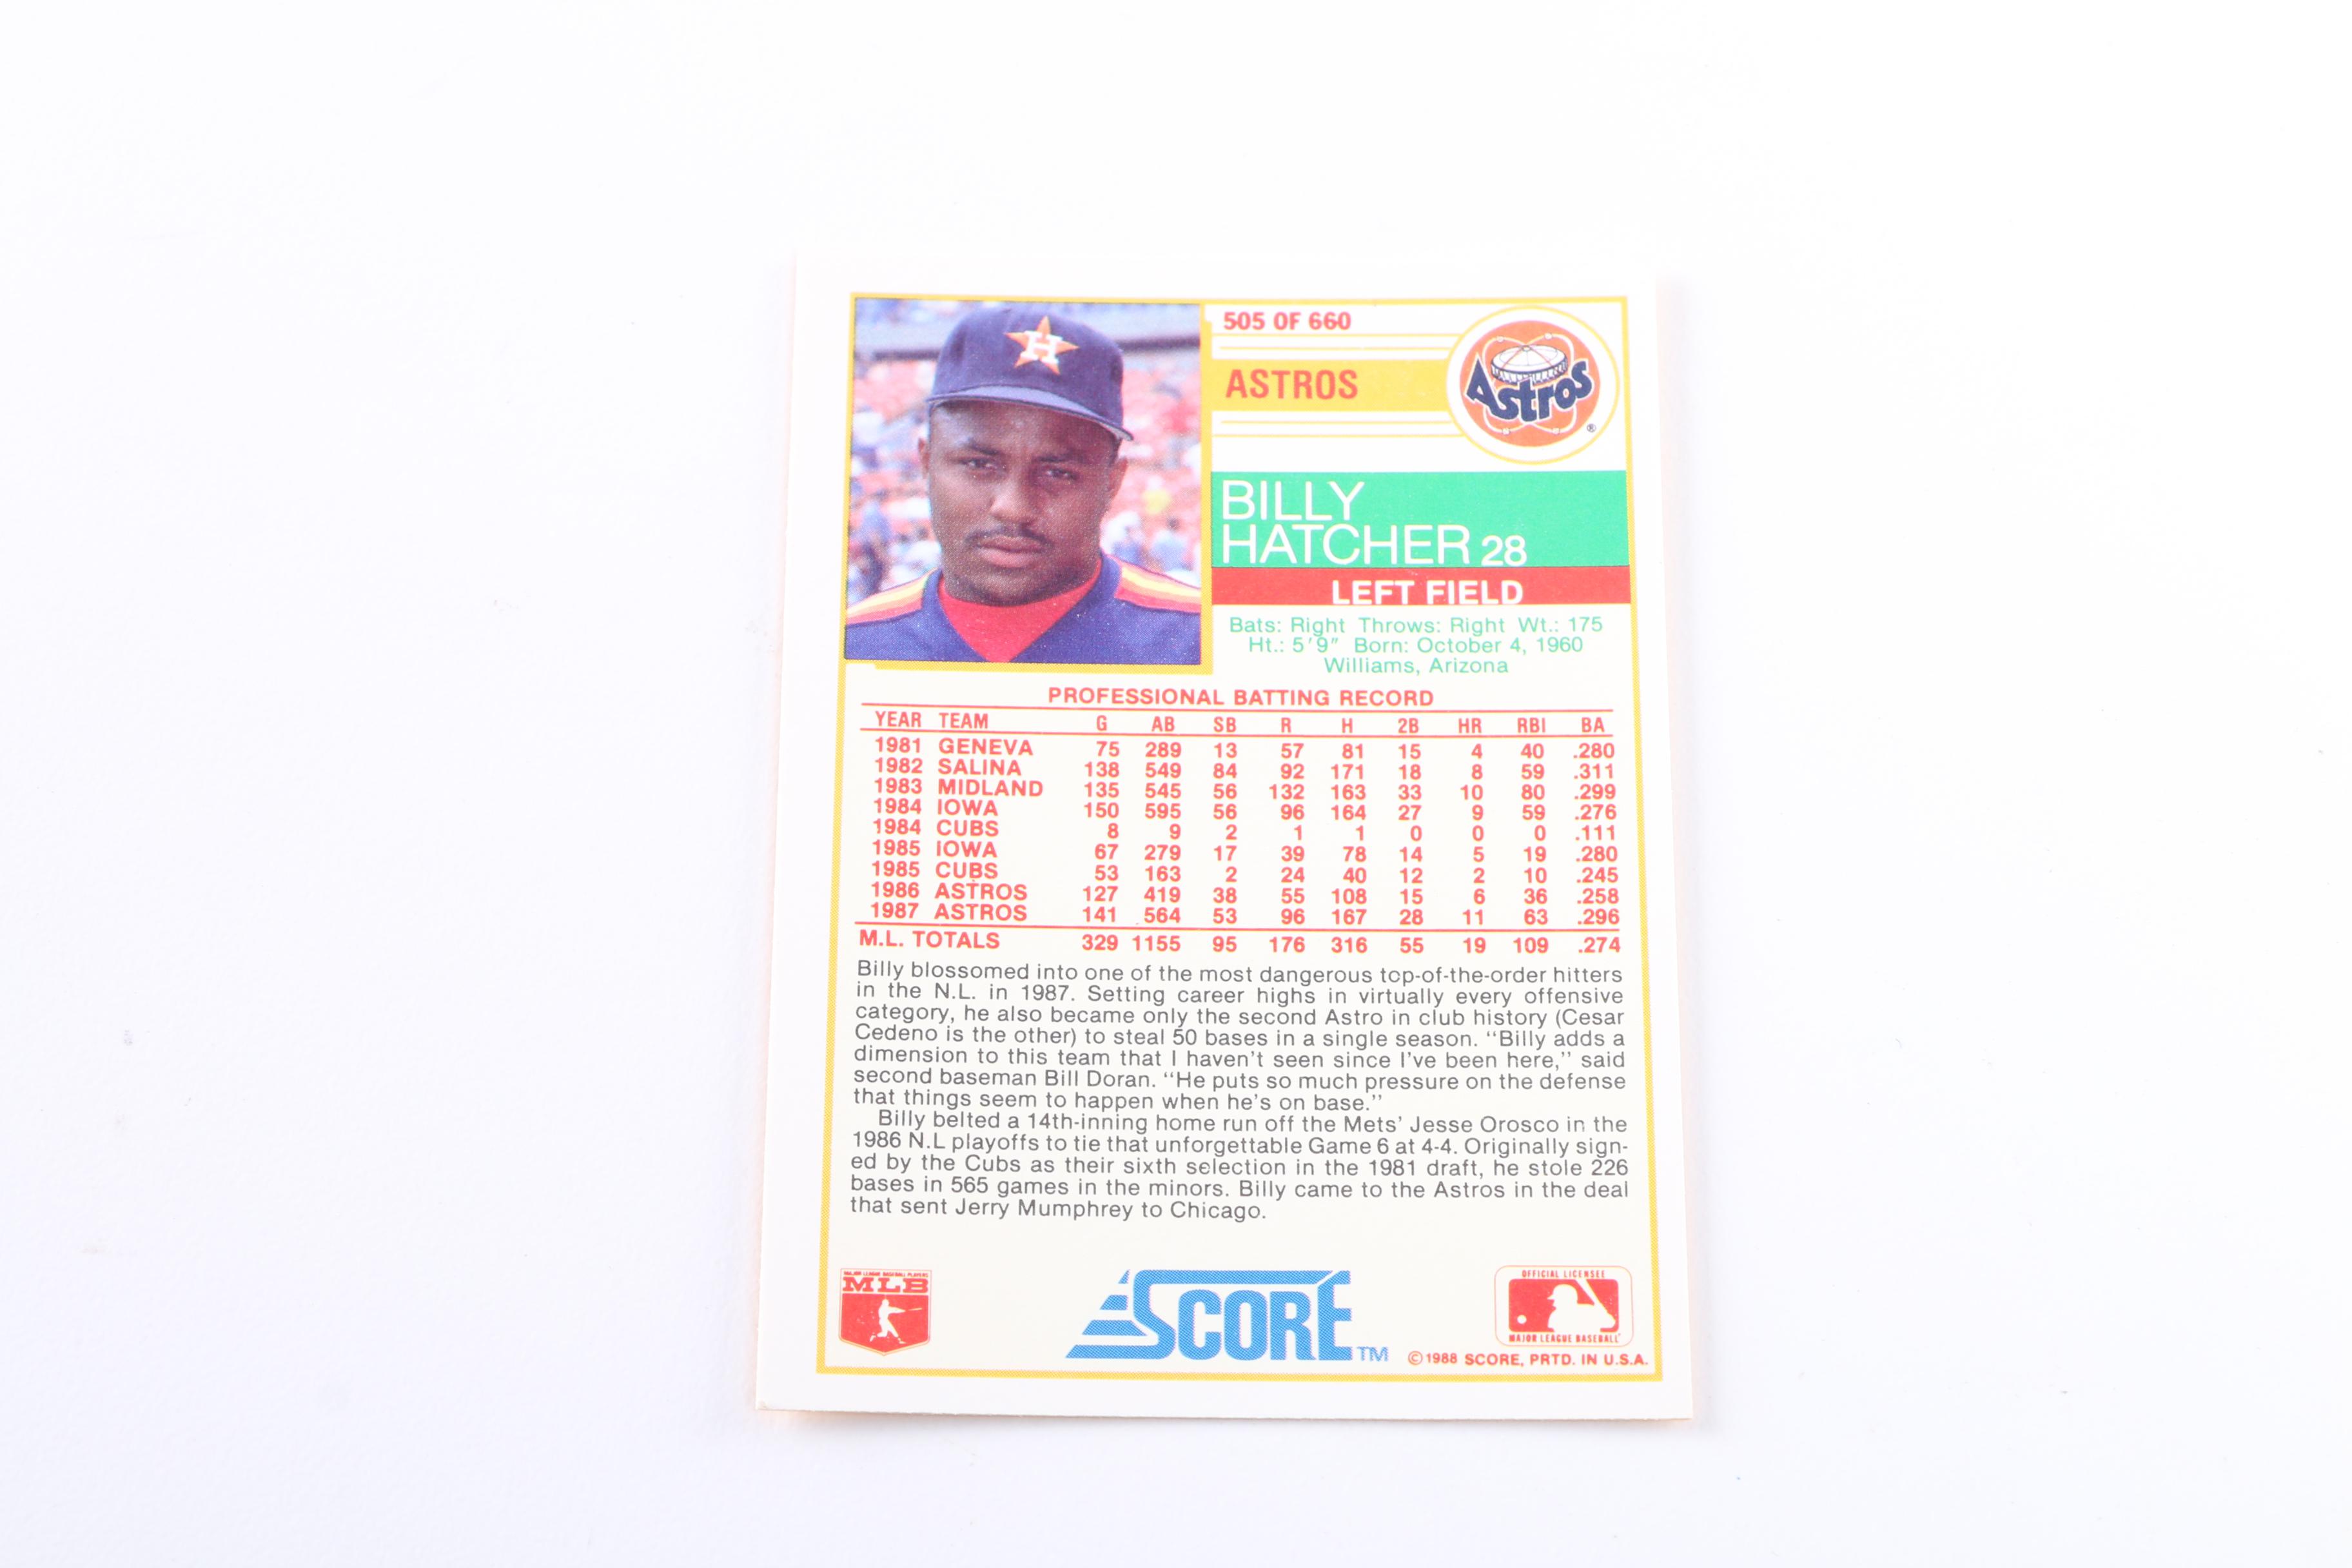 H
505 OF 660
ASTROS
Astros
®
BILLY
HATCHER 28
LEFT FIELD
Bats: Right Throws: Right Wt.: 175
Ht.: 5'9" Born: October 4, 1960
Williams, Arizona
PROFESSIONAL BATTING RECORD
YEAR TEAM G AB SB R H 2B HR RBI BA
1981 GENEVA 75 289 13 57 81 15 4 40 .280
1982 SALINA 138 549 84 92 171 18 8 59 .311
1983 MIDLAND 135 545 56 132 163 33 10 80 .299
1984 IOWA 150 595 56 96 164 27 9 59 .276
1984 CUBS 8 9 2 1 1 0 0 0 .111
1985 IOWA 67 279 17 39 78 14 5 19 .280
1985 CUBS 53 163 2 24 40 12 2 10 .245
1986 ASTROS 127 419 38 55 108 15 6 36 .258
1987 ASTROS 141 564 53 96 167 28 11 63 .296
M.L. TOTALS 329 1155 95 176 316 55 19 109 .274
Billy blossomed into one of the most dangerous top-of-the-order hitters
in the N.L. in 1987. Setting career highs in virtually every offensive
category, he also became only the second Astro in club history (Cesar
Cedeno is the other) to steal 50 bases in a single season. "Billy adds a
dimension to this team that I haven't seen since I've been here," said
second baseman Bill Doran. "He puts so much pressure on the defense
that things seem to happen when he's on base."
Billy belted a 14th-inning home run off the Mets' Jesse Orosco in the
1986 N.L playoffs to tie that unforgettable Game 6 at 4-4. Originally sign-
ed by the Cubs as their sixth selection in the 1981 draft, he stole 226
bases in 565 games in the minors. Billy came to the Astros in the deal
that sent Jerry Mumphrey to Chicago.
MAJOR LEAGUE BASEBALL PLAYERS
MLB
SCORE TM
OFFICIAL LICENSEE
MAJOR LEAGUE BASEBALL
©1988 SCORE, PRTD. IN U.S.A.